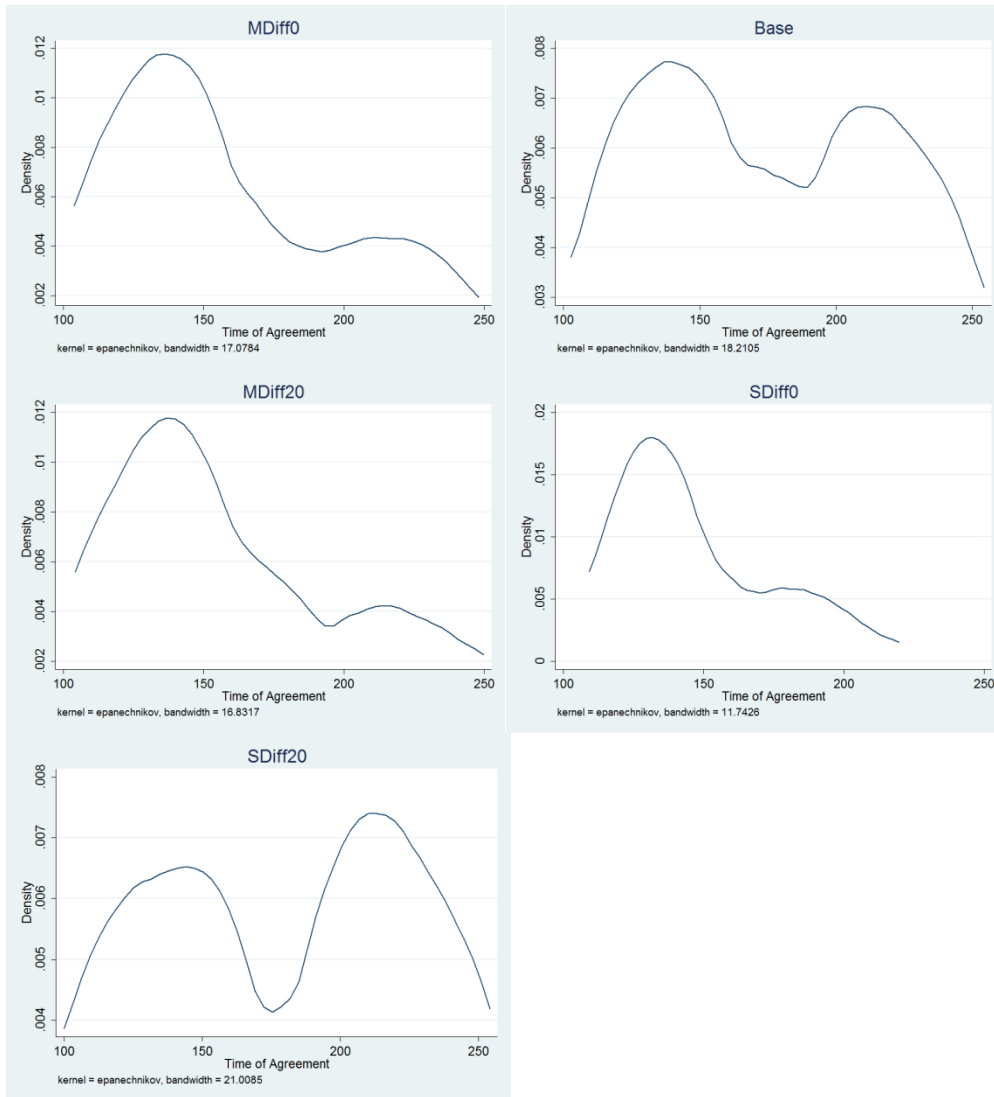 MDiff0
.012
.01
.008
.006
.004
.002
Density
100 150 200 250
Time of Agreement
kernel = epanechnikov, bandwidth = 17.0784
Base
.008
.007
.006
.005
.004
.003
Density
100 150 200 250
Time of Agreement
kernel = epanechnikov, bandwidth = 18.2105
MDiff20
.012
.01
.008
.006
.004
.002
Density
100 150 200 250
Time of Agreement
kernel = epanechnikov, bandwidth = 16.8317
SDiff0
.02
.015
.01
.005
0
Density
100 150 200 250
Time of Agreement
kernel = epanechnikov, bandwidth = 11.7426
SDiff20
.008
.007
.006
.005
.004
Density
100 150 200 250
Time of Agreement
kernel = epanechnikov, bandwidth = 21.0085